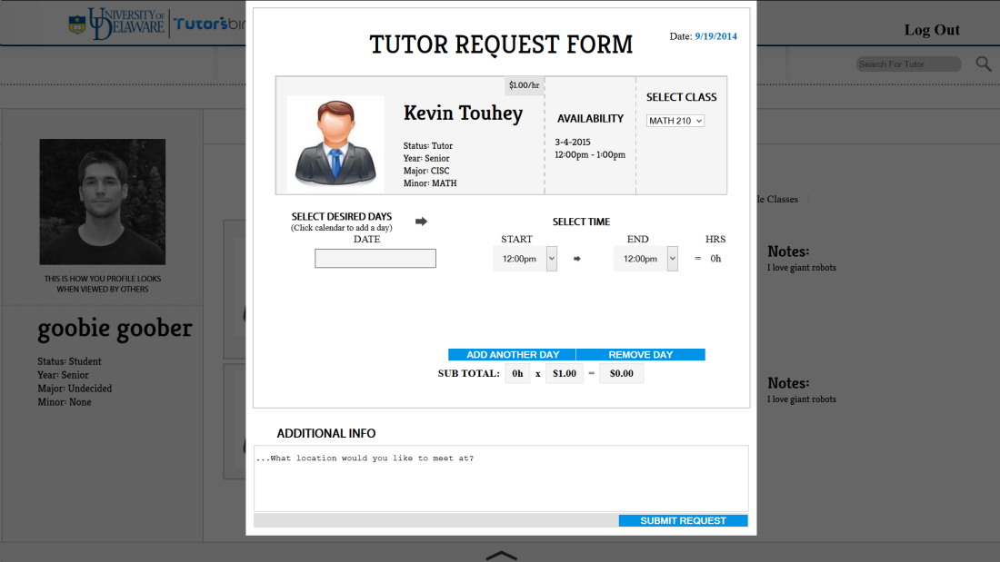 UNIVERSITY OF
DELAWARE
Tutor's
Log Out
Search For Tutor
TUTOR REQUEST FORM
Date: 9/19/2014
$1.00/hr
Kevin Touhey
Status: Tutor
Year: Senior
Major: CISC
Minor: MATH
AVAILABILITY
3-4-2015
12:00pm - 1:00pm
SELECT CLASS
MATH 210
SELECT DESIRED DAYS
(Click calendar to add a day)
DATE
SELECT TIME
START
END
HRS
12:00pm
12:00pm
= 0h
ADD ANOTHER DAY
REMOVE DAY
SUB TOTAL: 0h x $1.00 = $0.00
ADDITIONAL INFO
...What location would you like to meet at?
SUBMIT REQUEST
THIS IS HOW YOU PROFILE LOOKS
WHEN VIEWED BY OTHERS
goobie goober
Status: Student
Year: Senior
Major: Undecided
Minor: None
Classes
Notes:
I love giant robots
Notes:
I love giant robots